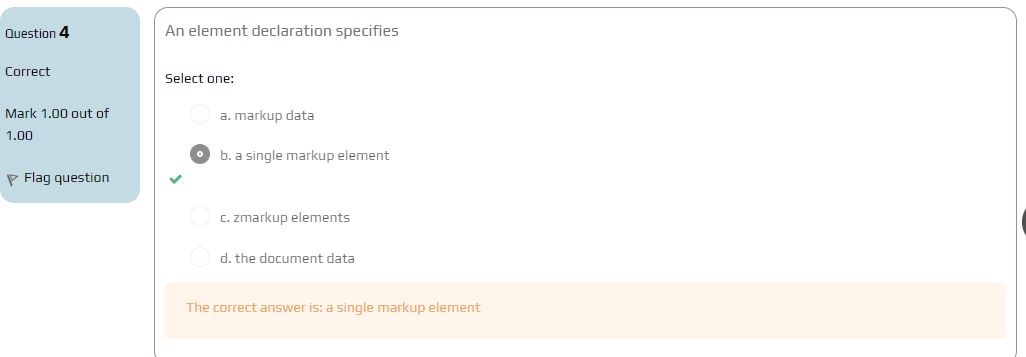 Question 4
Correct
Mark 1.00 out of
1.00
Flag question
An element declaration specifies
Select one:
a. markup data
b. a single markup element
c. zmarkup elements
d. the document data
The correct answer is: a single markup element